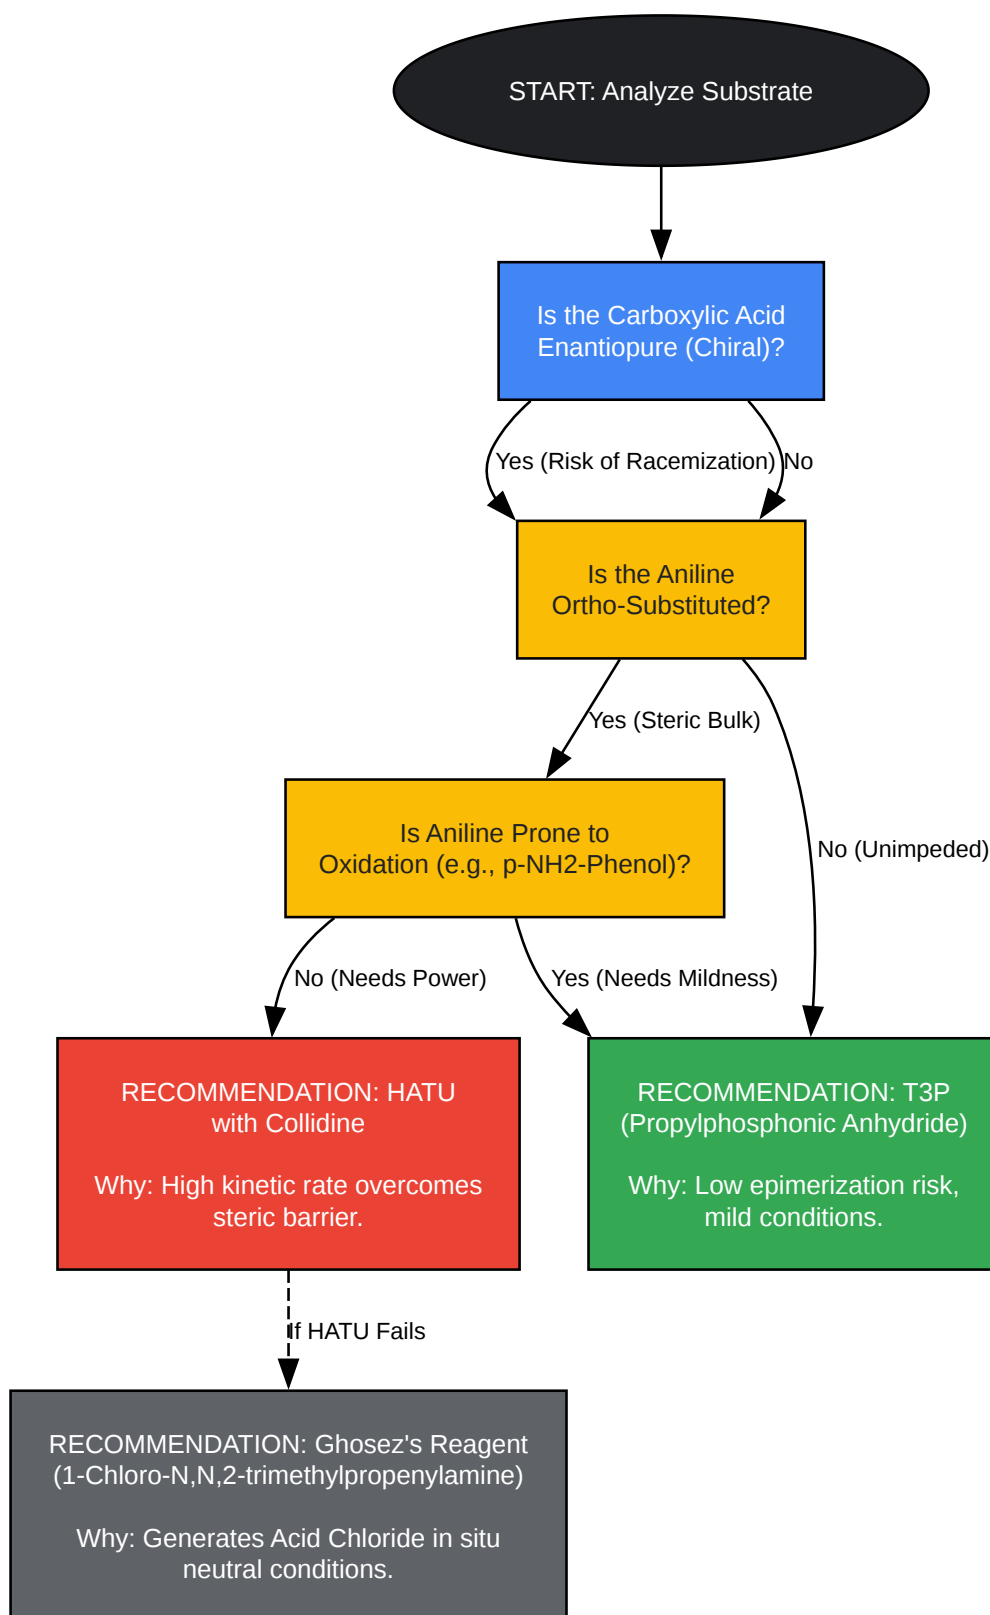 START: Analyze Substrate
Is the Carboxylic Acid
Enantiopure (Chiral)?
Yes (Risk of Racemization)
No
Is the Aniline
Ortho-Substituted?
Yes (Steric Bulk)
No (Unimpeded)
Is Aniline Prone to
Oxidation (e.g., p-NH2-Phenol)?
No (Needs Power)
Yes (Needs Mildness)
RECOMMENDATION: HATU
with Collidine
Why: High kinetic rate overcomes
steric barrier.
RECOMMENDATION: T3P
(Propylphosphonic Anhydride)
Why: Low epimerization risk,
mild conditions.
If HATU Fails
RECOMMENDATION: Ghosez's Reagent
(1-Chloro-N,N,2-trimethylpropenylamine)
Why: Generates Acid Chloride in situ
neutral conditions.